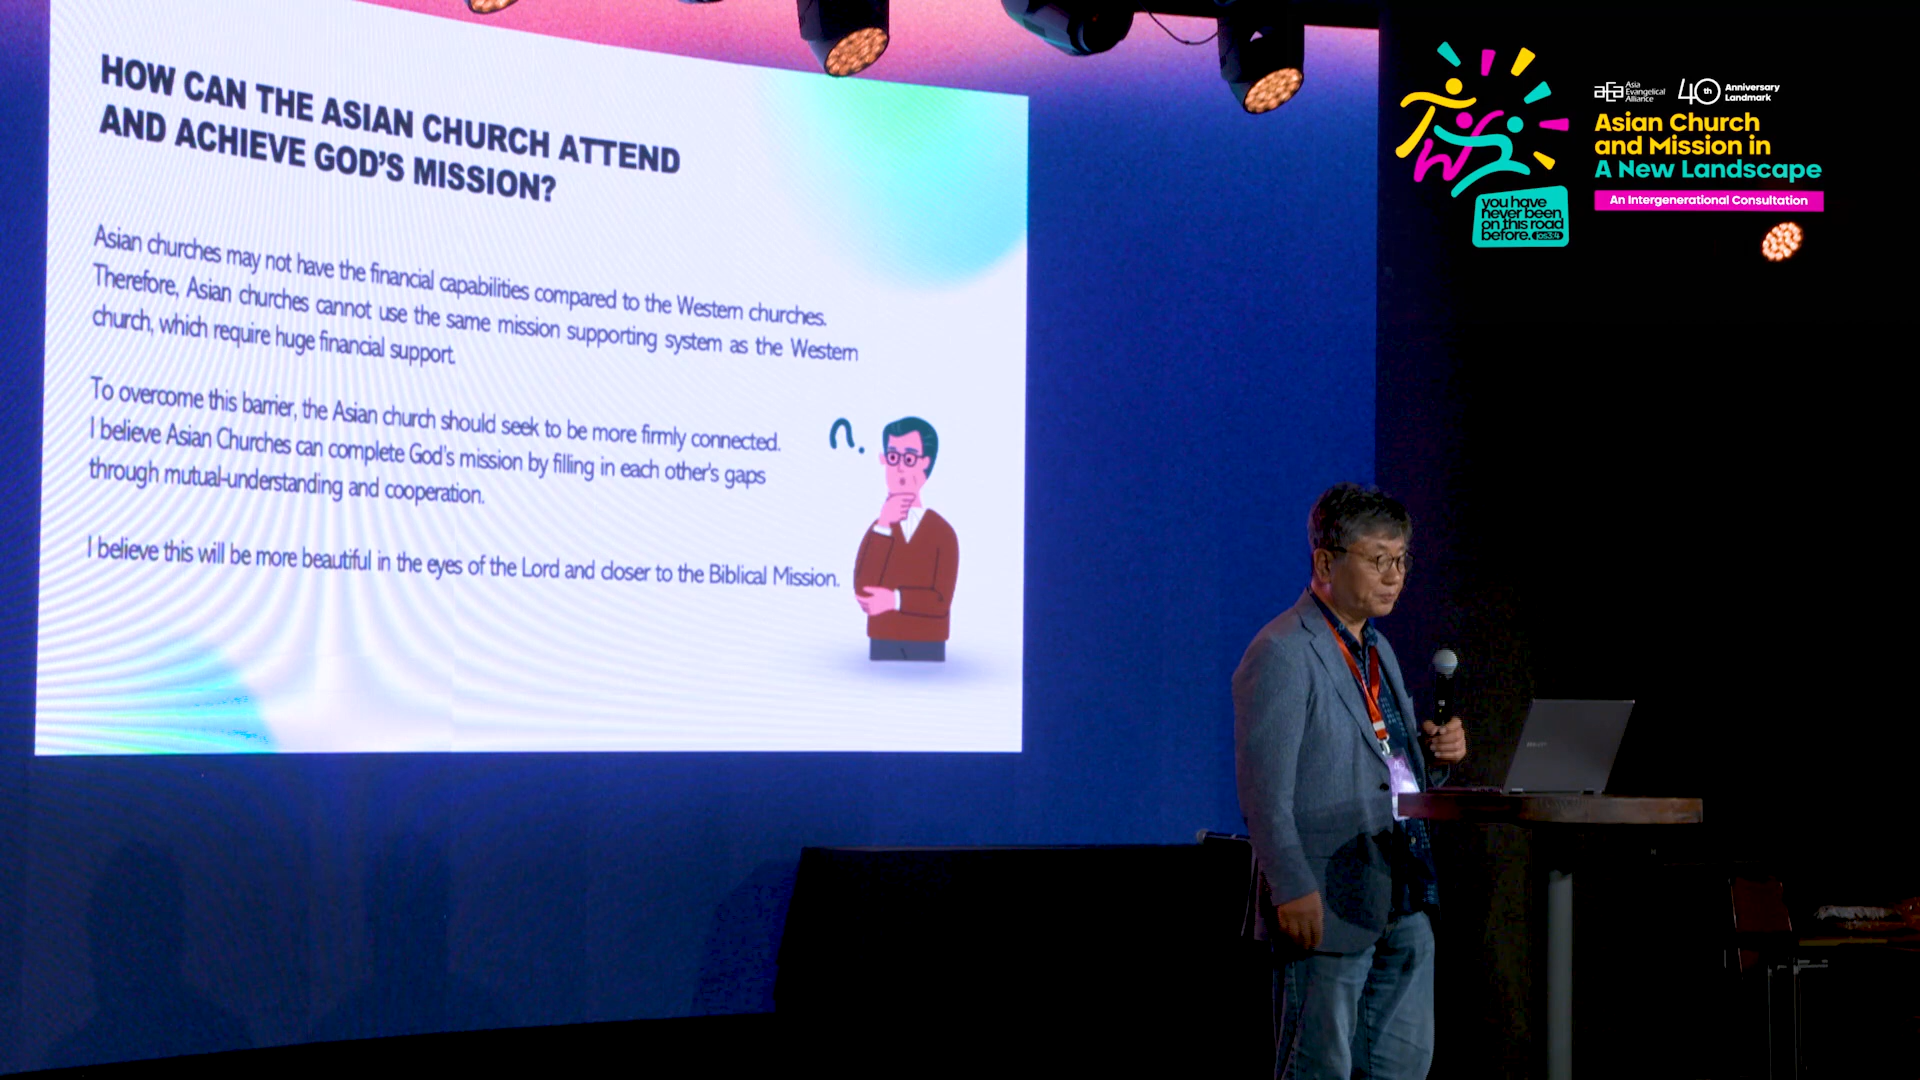 HOW CAN THE ASIAN CHURCH ATTEND
AND ACHIEVE GOD'S MISSION?
Asian churches may not have the financial capabilities compared to the Western churches.
Therefore, Asian churches cannot use the same mission supporting system as the Western
church, which require huge financial support.
To overcome this barrier, the Asian church should seek to be more firmly connected.
I believe Asian Churches can complete God's mission by filling in each other's gaps
through mutual-understanding and cooperation.
I believe this will be more beautiful in the eyes of the Lord and closer to the Biblical Mission.
aEa Asia
Evangelical
Alliance
40th Anniversary
Landmark
Asian Church
and Mission in
A New Landscape
An Intergenerational Consultation
you have
never been
on this road
before. jos3:4